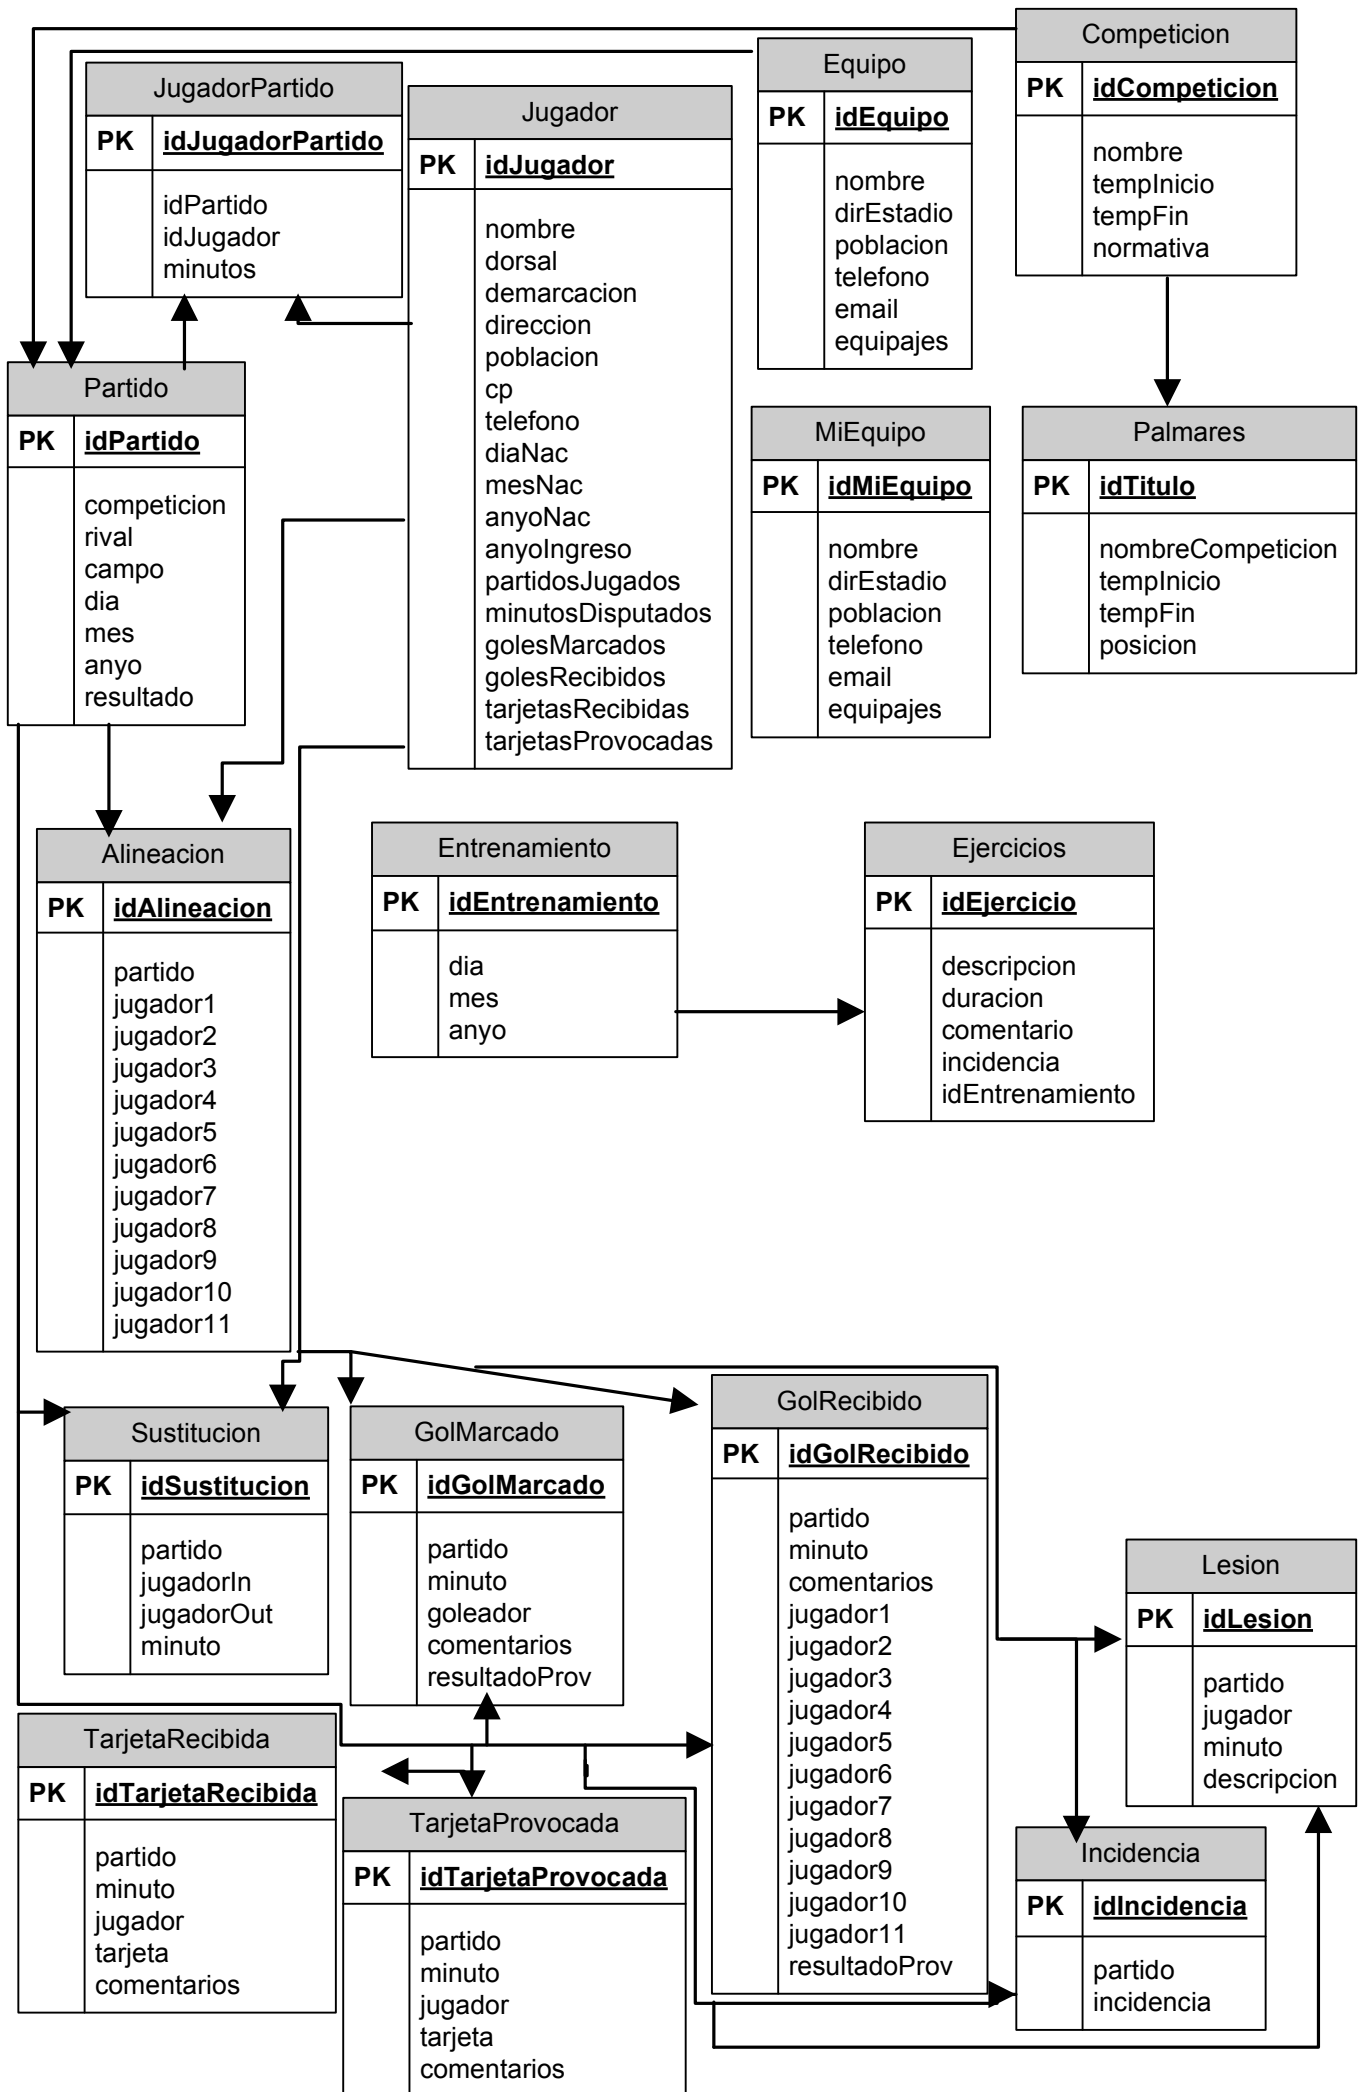 Competicion
PK idCompeticion
nombre
tempInicio
tempFin
normativa
Equipo
PK idEquipo
nombre
dirEstadio
poblacion
telefono
email
equipajes
JugadorPartido
PK idJugadorPartido
idPartido
idJugador
minutos
Jugador
PK idJugador
nombre
dorsal
demarcacion
direccion
poblacion
cp
telefono
diaNac
mesNac
anyoNac
anyoIngreso
partidosJugados
minutosDisputados
golesMarcados
golesRecibidos
tarjetasRecibidas
tarjetasProvocadas
Partido
PK idPartido
competicion
rival
campo
dia
mes
anyo
resultado
MiEquipo
PK idMiEquipo
nombre
dirEstadio
poblacion
telefono
email
equipajes
Palmares
PK idTitulo
nombreCompeticion
tempInicio
tempFin
posicion
Alineacion
PK idAlineacion
partido
jugador1
jugador2
jugador3
jugador4
jugador5
jugador6
jugador7
jugador8
jugador9
jugador10
jugador11
Entrenamiento
PK idEntrenamiento
dia
mes
anyo
Ejercicios
PK idEjercicio
descripcion
duracion
comentario
incidencia
idEntrenamiento
Sustitucion
PK idSustitucion
partido
jugadorIn
jugadorOut
minuto
GolMarcado
PK idGolMarcado
partido
minuto
goleador
comentarios
resultadoProv
GolRecibido
PK idGolRecibido
partido
minuto
comentarios
jugador1
jugador2
jugador3
jugador4
jugador5
jugador6
jugador7
jugador8
jugador9
jugador10
jugador11
resultadoProv
Lesion
PK idLesion
partido
jugador
minuto
descripcion
TarjetaRecibida
PK idTarjetaRecibida
partido
minuto
jugador
tarjeta
comentarios
TarjetaProvocada
PK idTarjetaProvocada
partido
minuto
jugador
tarjeta
comentarios
Incidencia
PK idIncidencia
partido
incidencia